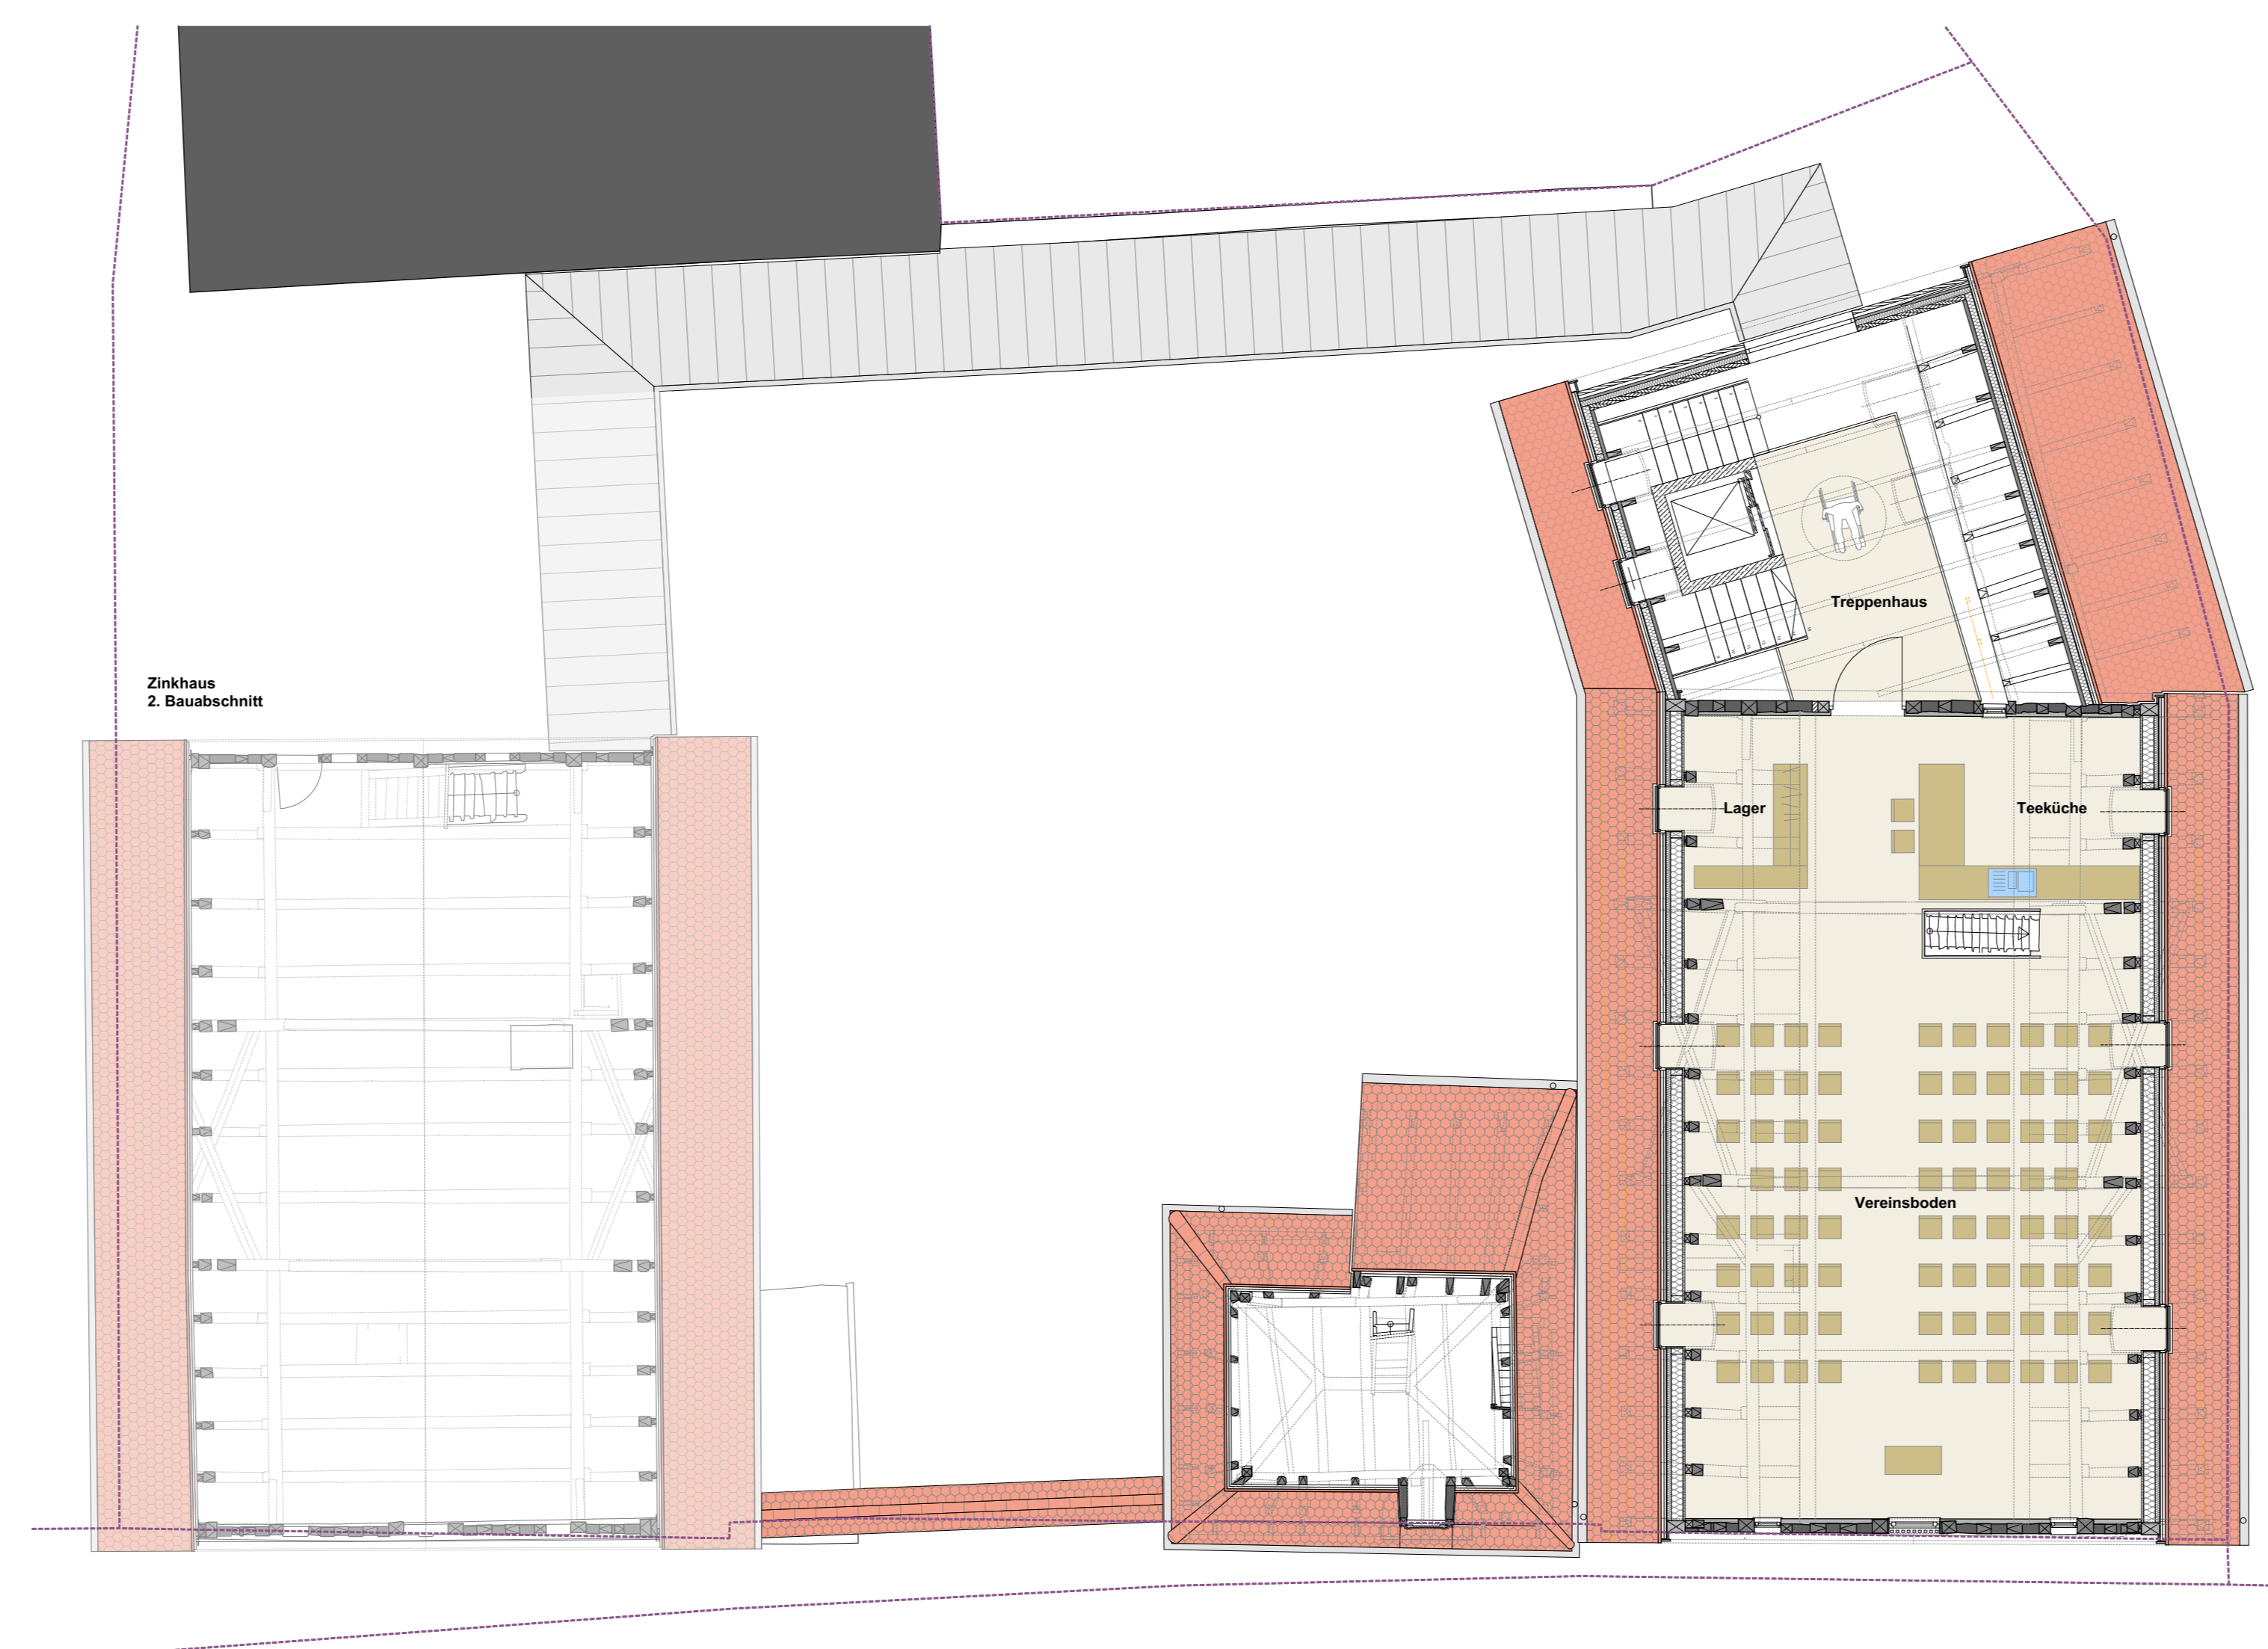 Treppenhaus
Zinkhaus
2. Bauabschnitt
Lager
Teeküche
Vereinsboden